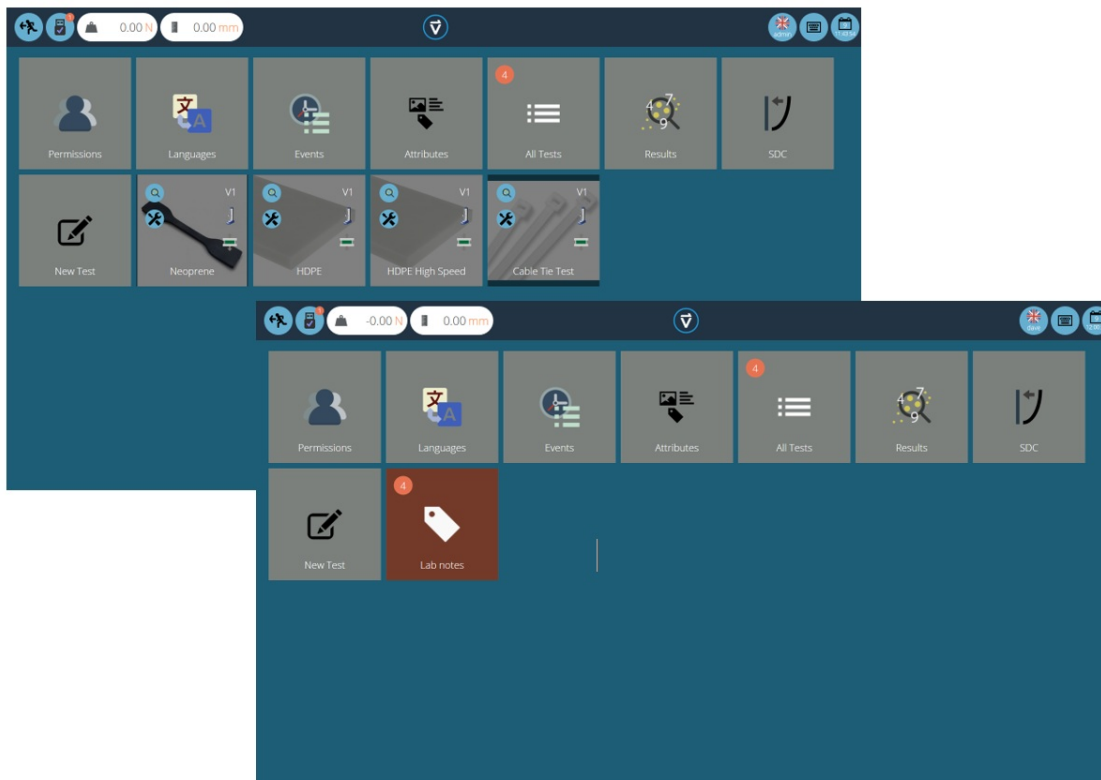 0.00 N 0.00 mm admin
4
Permissions Languages Events Attributes All Tests Results SDC
V1 V1 V1 V1
New Test Neoprene HDPE HDPE High Speed Cable Tie Test
-0.00 N 0.00 mm dave
4
Permissions Languages Events Attributes All Tests Results SDC
4
New Test Lab notes